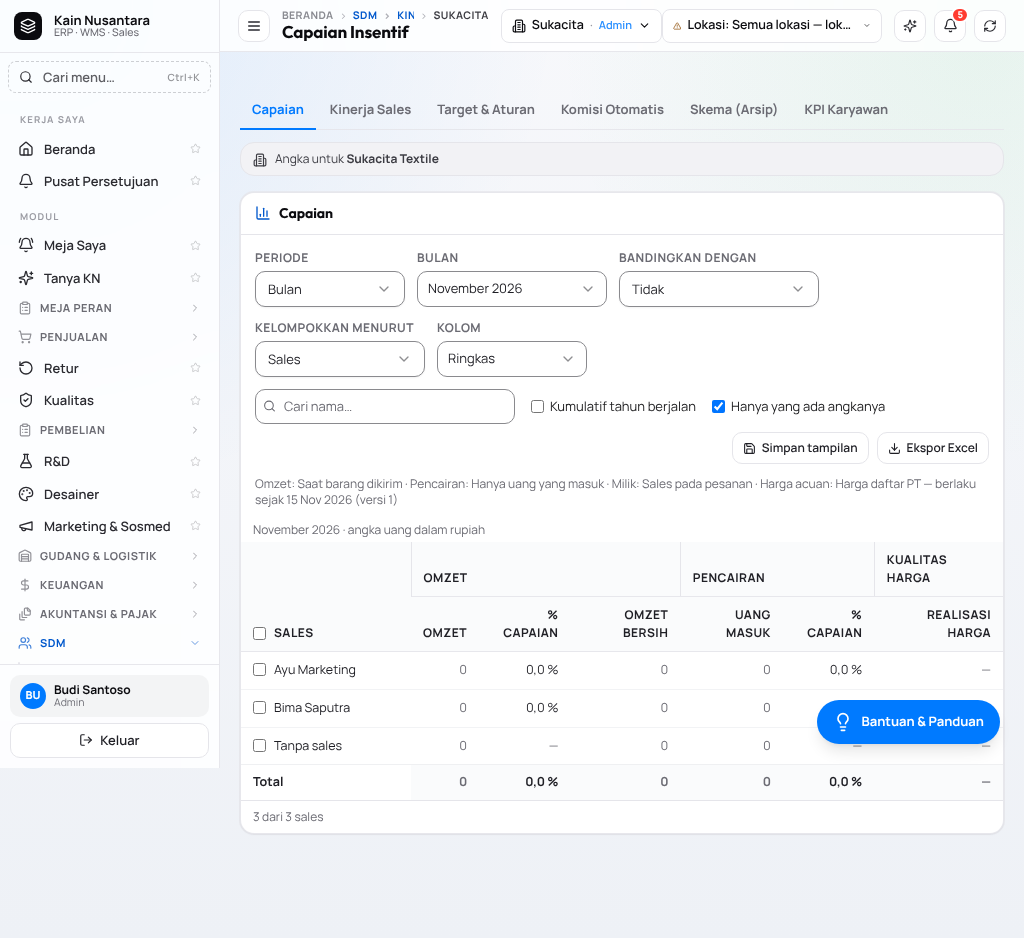 Kain Nusantara
ERP · WMS · Sales
Cari menu...
Ctrl+K
KERJA SAYA
Beranda
Pusat Persetujuan
MODUL
Meja Saya
Tanya KN
MEJA PERAN
PENJUALAN
Retur
Kualitas
PEMBELIAN
R&D
Desainer
Marketing & Sosmed
GUDANG & LOGISTIK
KEUANGAN
AKUNTANSI & PAJAK
SDM
BU
Budi Santoso
Admin
Keluar
BERANDA > SDM > KIN > SUKACITA
Capaian Insentif
Sukacita · Admin
Lokasi: Semua lokasi — lok...
5
Capaian
Kinerja Sales
Target & Aturan
Komisi Otomatis
Skema (Arsip)
KPI Karyawan
Angka untuk Sukacita Textile
Capaian
PERIODE
BULAN
BANDINGKAN DENGAN
Bulan
November 2026
Tidak
KELOMPOKKAN MENURUT
KOLOM
Sales
Ringkas
Cari nama...
Kumulatif tahun berjalan
Hanya yang ada angkanya
Simpan tampilan
Ekspor Excel
Omzet: Saat barang dikirim · Pencairan: Hanya uang yang masuk · Milik: Sales pada pesanan · Harga acuan: Harga daftar PT — berlaku
sejak 15 Nov 2026 (versi 1)
November 2026 · angka uang dalam rupiah
OMZET PENCAIRAN KUALITAS HARGA
SALES OMZET % CAPAIAN OMZET BERSIH UANG MASUK % CAPAIAN REALISASI HARGA
Ayu Marketing 0 0,0 % 0 0 0,0 % —
Bima Saputra 0 0,0 % 0 0
Bantuan & Panduan
Tanpa sales 0 — 0 0 — —
Total 0 0,0 % 0 0 0,0 % —
3 dari 3 sales